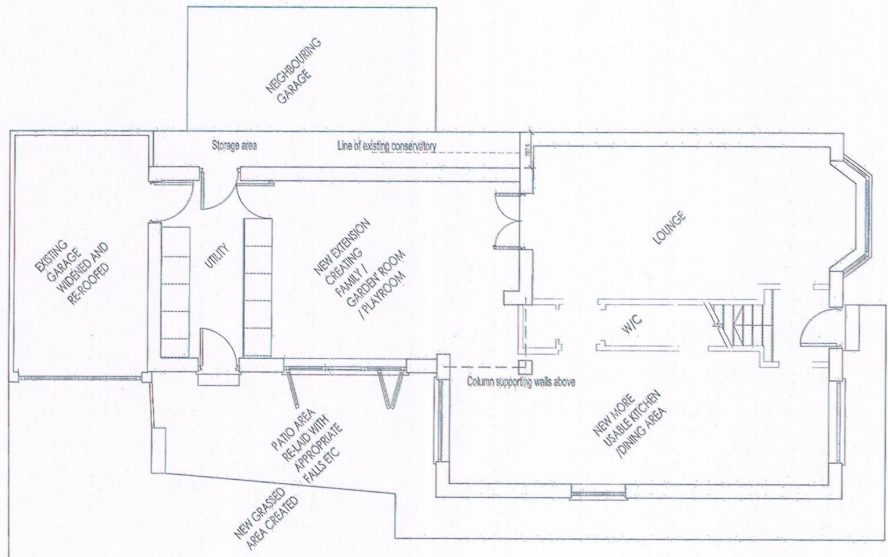 NEIGHBOURING
GARAGE
Storage area
Line of existing conservatory
EXISTING
GARAGE
WIDENED AND
RE-ROOFED
UTILITY
NEW EXTENSION
CREATING
FAMILY /
GARDEN' ROOM
/ PLAYROOM
LOUNGE
W/C
Column supporting walls above
NEW MORE
USABLE KITCHEN
/DINING AREA
PATIO AREA
RE-LAID WITH
APPROPRIATE
FALLS ETC
NEW GRASSED
AREA CREATED